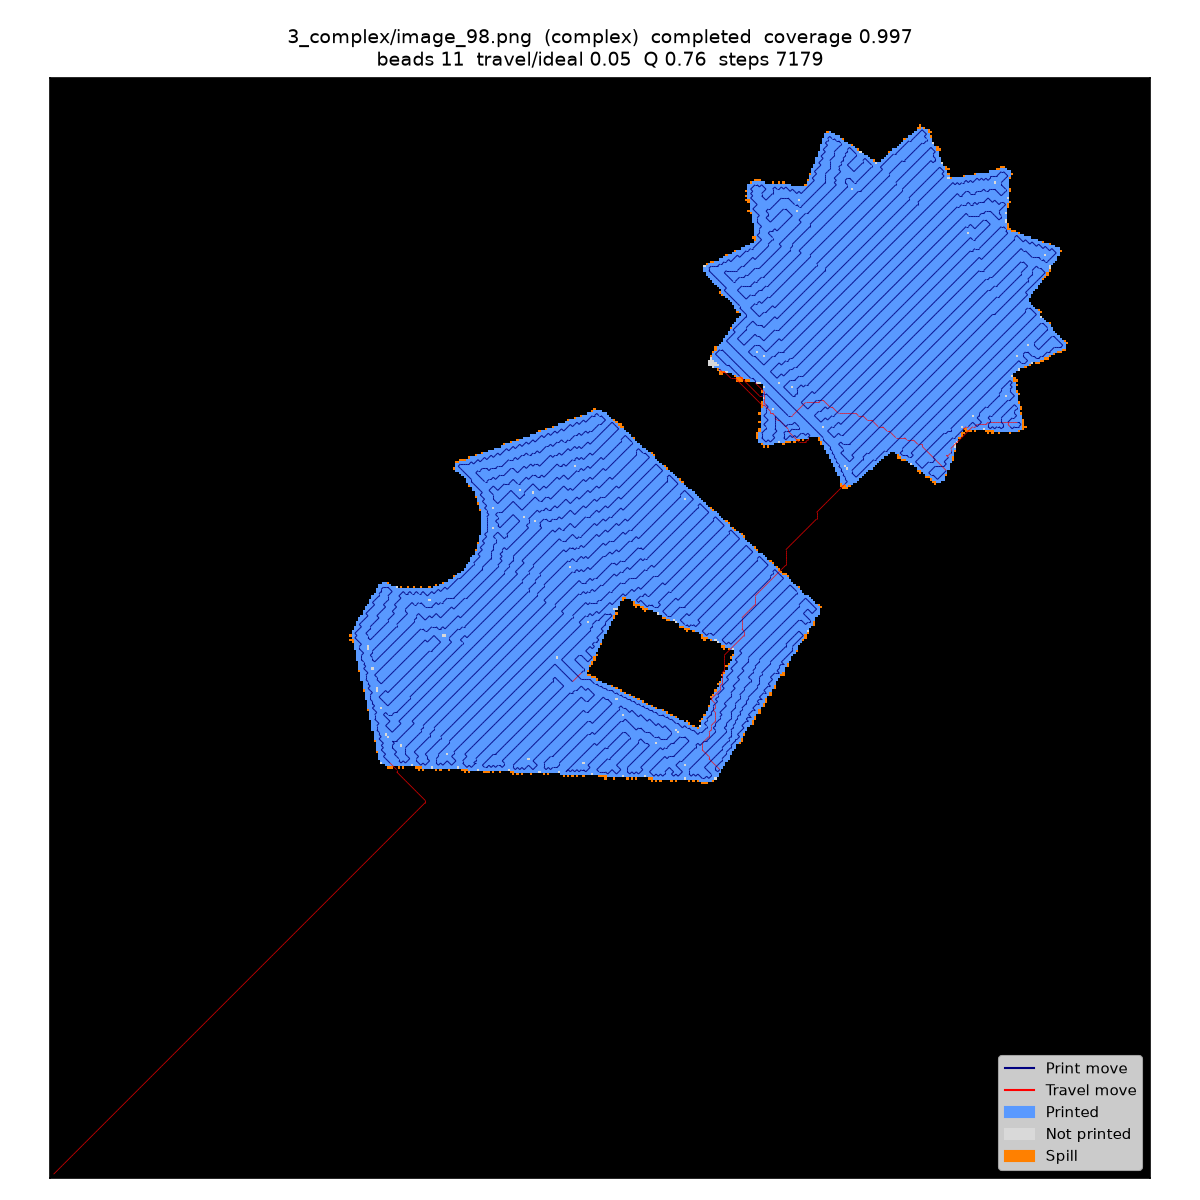 3_complex/image_98.png  (complex)  completed  coverage 0.997
beads 11  travel/ideal 0.05  Q 0.76  steps 7179
Print move
Travel move
Printed
Not printed
Spill